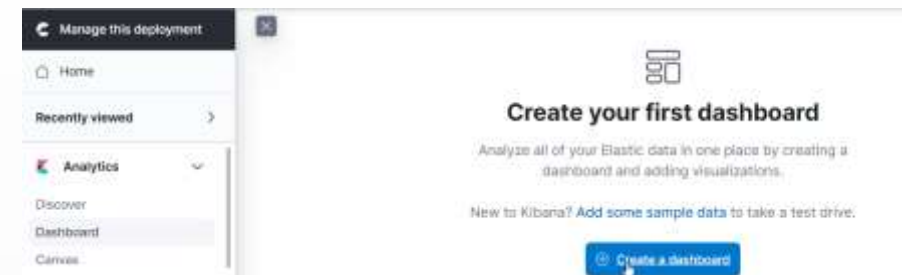 Manage this deployment
Home
Recently viewed
Analytics
Discover
Dashboard
Canvas
Create your first dashboard
Analyze all of your Elastic data in one place by creating a
dashboard and adding visualizations.
New to Kibana? Add some sample data to take a test drive.
Create a dashboard